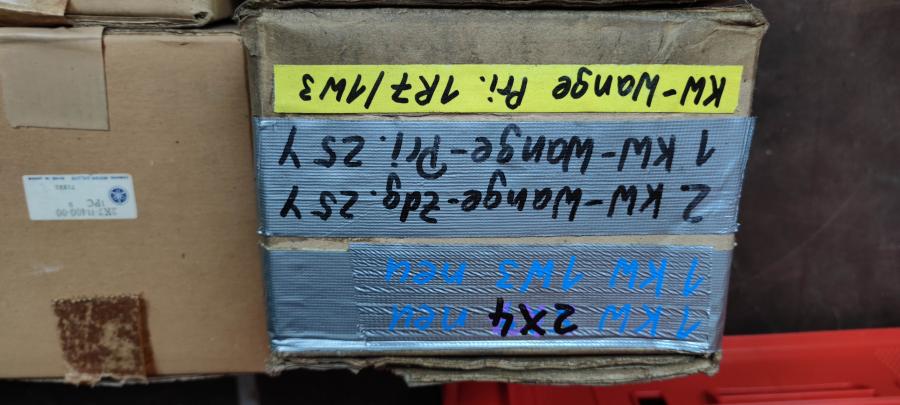 1 KW 2X4 neu
1 KW 1W3 neu
2 KW-Wange-Zdg. 25Y
1 KW-Wange-Pri. 25Y
KW-Wange Pri. 1R7/1W3
1PC